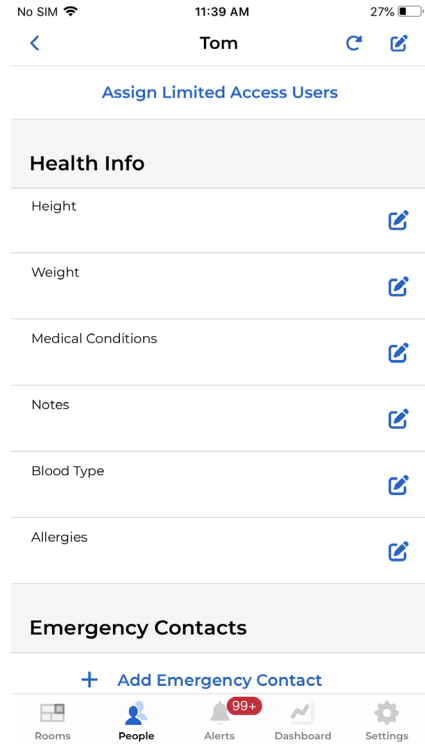 No SIM 11:39 AM 27%
Tom
Assign Limited Access Users
Health Info
Height
Weight
Medical Conditions
Notes
Blood Type
Allergies
Emergency Contacts
+ Add Emergency Contact
99+
Rooms People Alerts Dashboard Settings